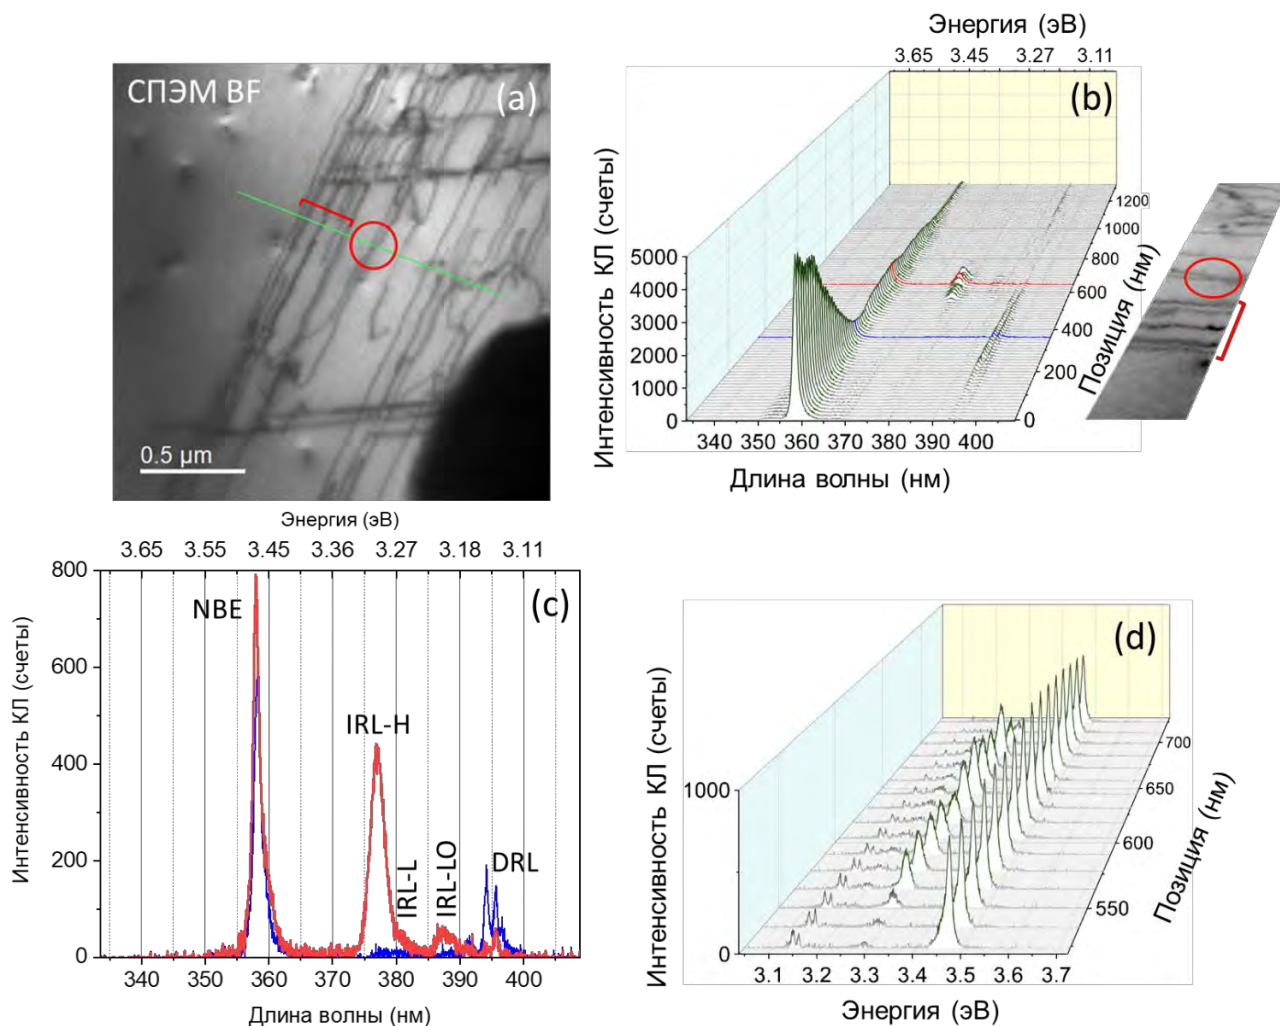 СПЭМ BF
(a)
0.5 µm
Энергия (эВ)
3.65 3.45 3.27 3.11
(b)
Интенсивность КЛ (счеты)
5000
4000
3000
2000
1000
0
340 350 360 370 380 390 400
Длина волны (нм)
0
200
400
600
800
1000
1200
Позиция (нм)
Энергия (эВ)
3.65 3.55 3.45 3.36 3.27 3.18 3.11
(c)
Интенсивность КЛ (счеты)
800
600
400
200
0
NBE
IRL-H
IRL-L
IRL-LO
DRL
340 350 360 370 380 390 400
Длина волны (нм)
(d)
Интенсивность КЛ (счеты)
1000
0
3.1 3.2 3.3 3.4 3.5 3.6 3.7
Энергия (эВ)
550
600
650
700
Позиция (нм)